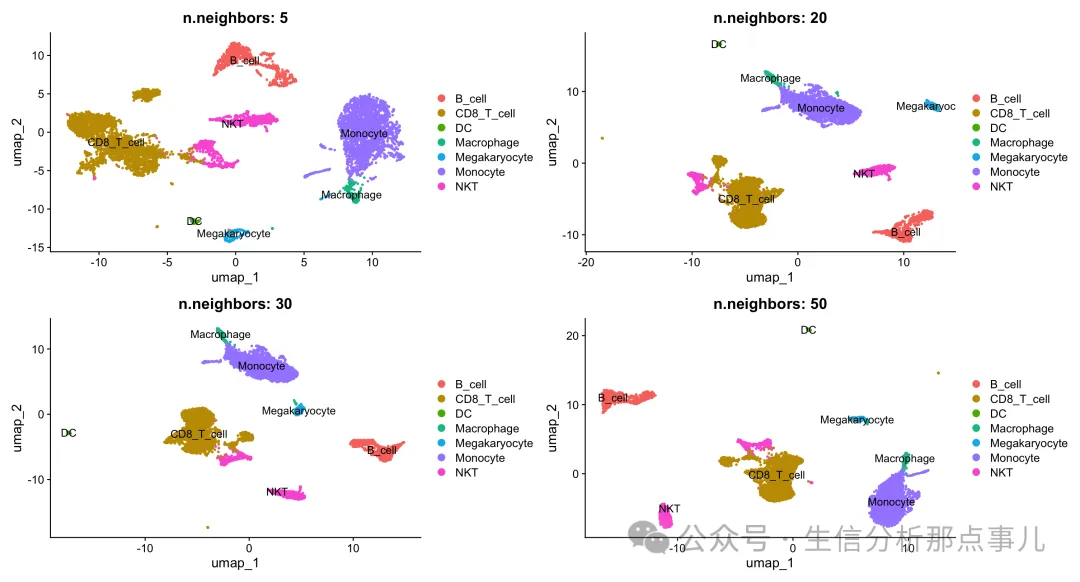 n.neighbors: 5
10
5
0
-5
-10
-15
umap_2
B_cell
NKT
CD8_T_cell
Monocyte
Macrophage
DC
Megakaryocyte
-10
-5
0
5
10
umap_1
B_cell
CD8_T_cell
DC
Macrophage
Megakaryocyte
Monocyte
NKT
n.neighbors: 20
10
0
-10
umap_2
DC
Macrophage
Monocyte
Megakaryoc
NKT
CD8_T_cell
B_cell
-20
-10
0
10
umap_1
B_cell
CD8_T_cell
DC
Macrophage
Megakaryocyte
Monocyte
NKT
n.neighbors: 30
10
0
-10
umap_2
Macrophage
Monocyte
Megakaryocyte
DC
CD8_T_cell
B_cell
NKT
-10
0
10
umap_1
B_cell
CD8_T_cell
DC
Macrophage
Megakaryocyte
Monocyte
NKT
n.neighbors: 50
20
10
0
umap_2
DC
B_cell
Megakaryocyte
Macrophage
CD8_T_cell
Monocyte
NKT
-10
0
10
umap_1
B_cell
CD8_T_cell
DC
Macrophage
Megakaryocyte
Monocyte
NKT
公众号 · 生信分析那点事儿